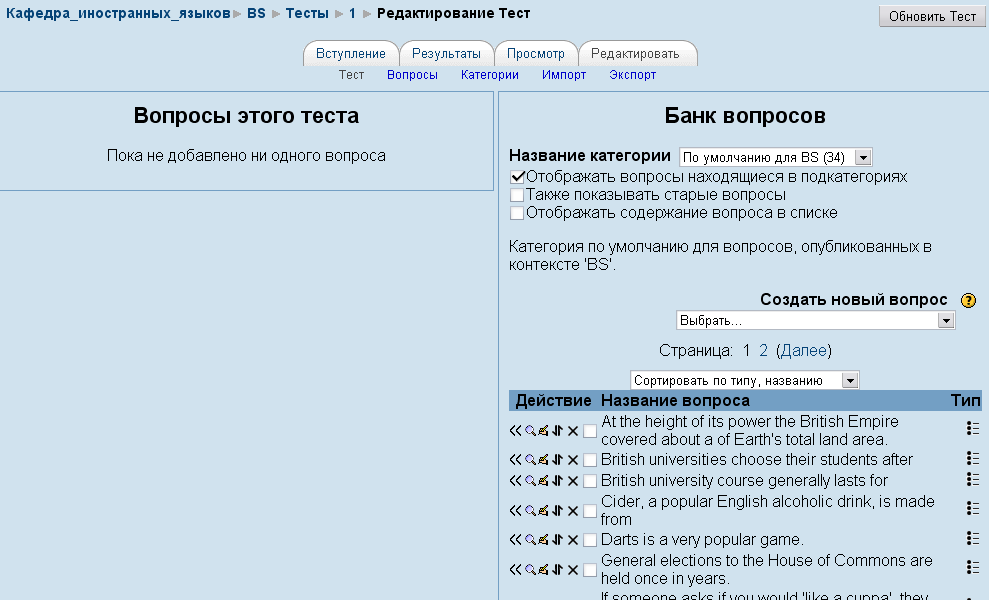 Кафедра_иностранных_языков ► BS ► Тесты ► 1 ► Редактирование Тест
Обновить Тест
Вступление Результаты Просмотр Редактировать
Тест Вопросы Категории Импорт Экспорт
Вопросы этого теста
Пока не добавлено ни одного вопроса
Банк вопросов
Название категории По умолчанию для BS (34)
Отображать вопросы находящиеся в подкатегориях
Также показывать старые вопросы
Отображать содержание вопроса в списке
Категория по умолчанию для вопросов, опубликованных в
контексте 'BS'.
Создать новый вопрос ?
Выбрать...
Страница: 1 2 (Далее)
Сортировать по типу, названию
Действие Название вопроса Тип
At the height of its power the British Empire
covered about a of Earth's total land area.
British universities choose their students after
British university course generally lasts for
Cider, a popular English alcoholic drink, is made
from
Darts is a very popular game.
General elections to the House of Commons are
held once in years.
If someone asks if you would 'like a cuppa', they